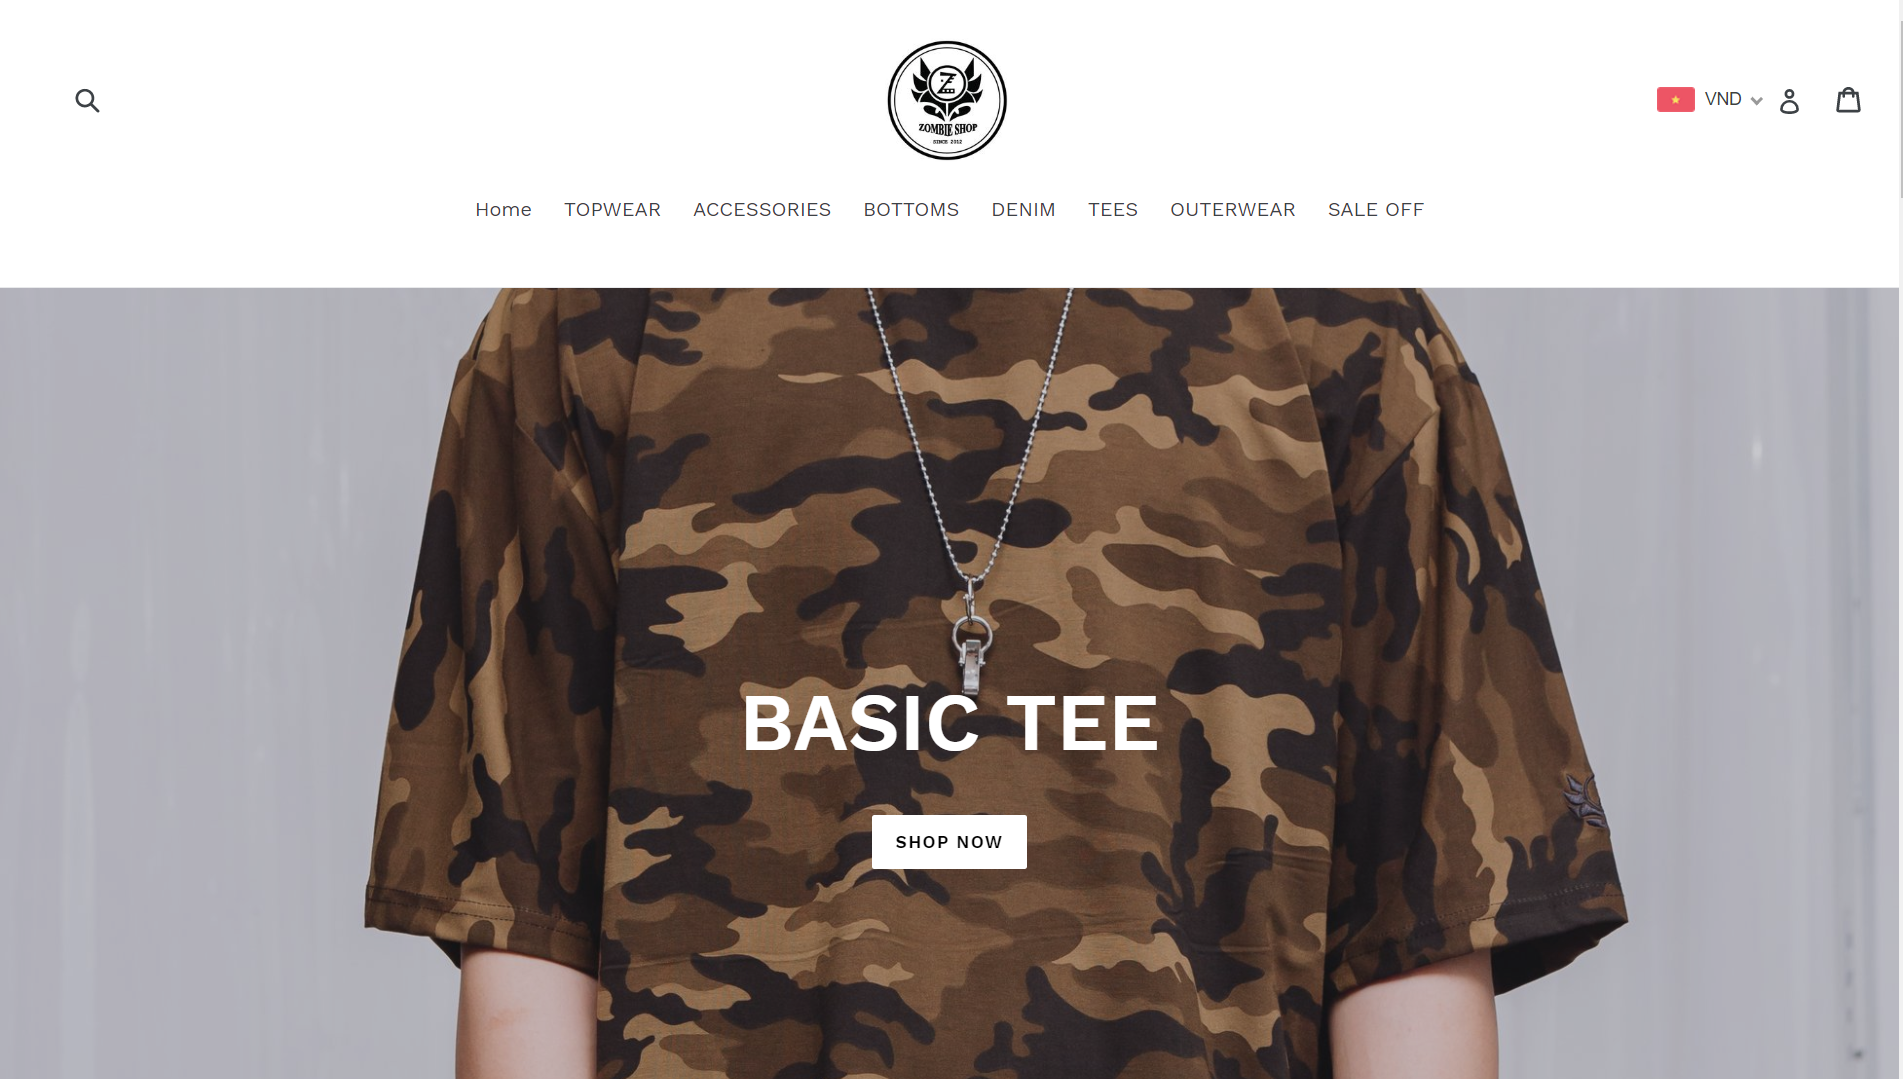 Z
ZOMBIE SHOP
SINCE 2012
VND
Home TOPWEAR ACCESSORIES BOTTOMS DENIM TEES OUTERWEAR SALE OFF
BASIC TEE
SHOP NOW